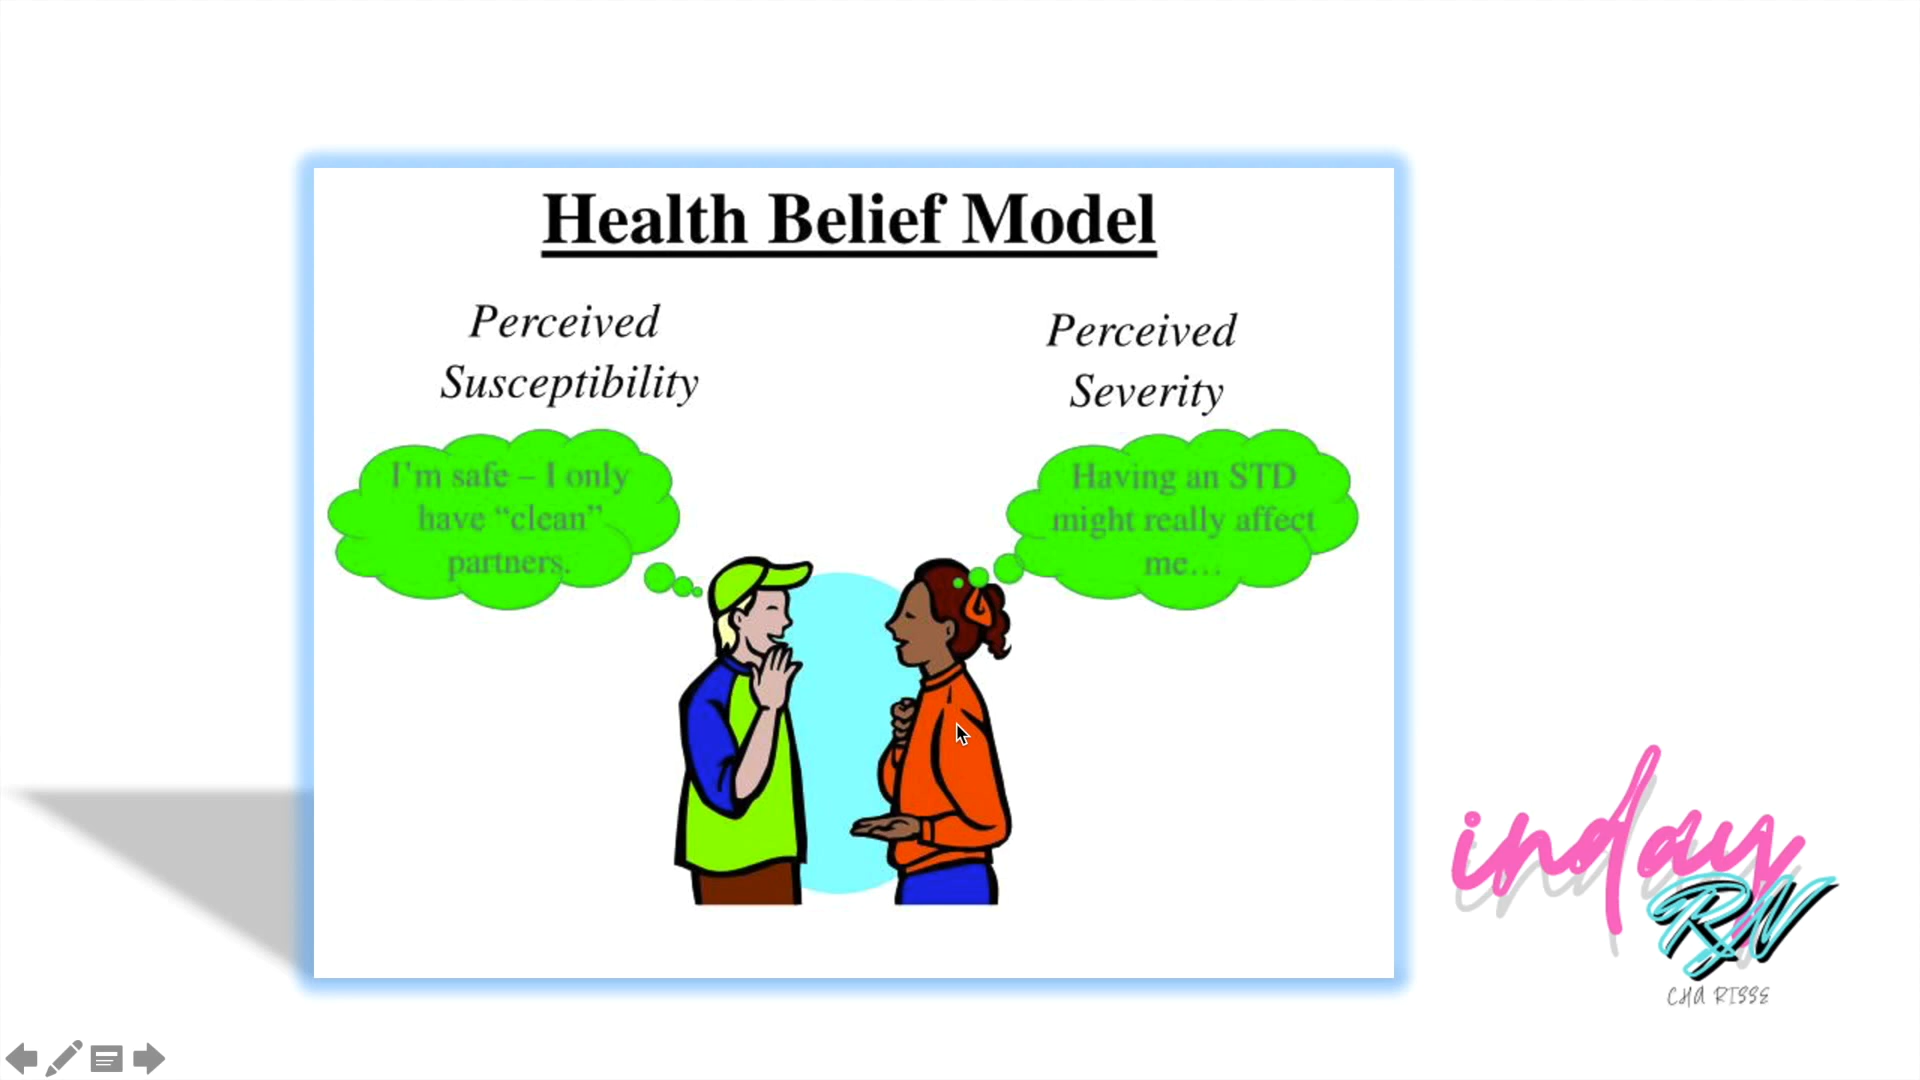 Health Belief Model
Perceived
Susceptibility
Perceived
Severity
I'm safe – I only
have “clean”
partners.
Having an STD
might really affect
me…
inday
RN
CHA RISSE